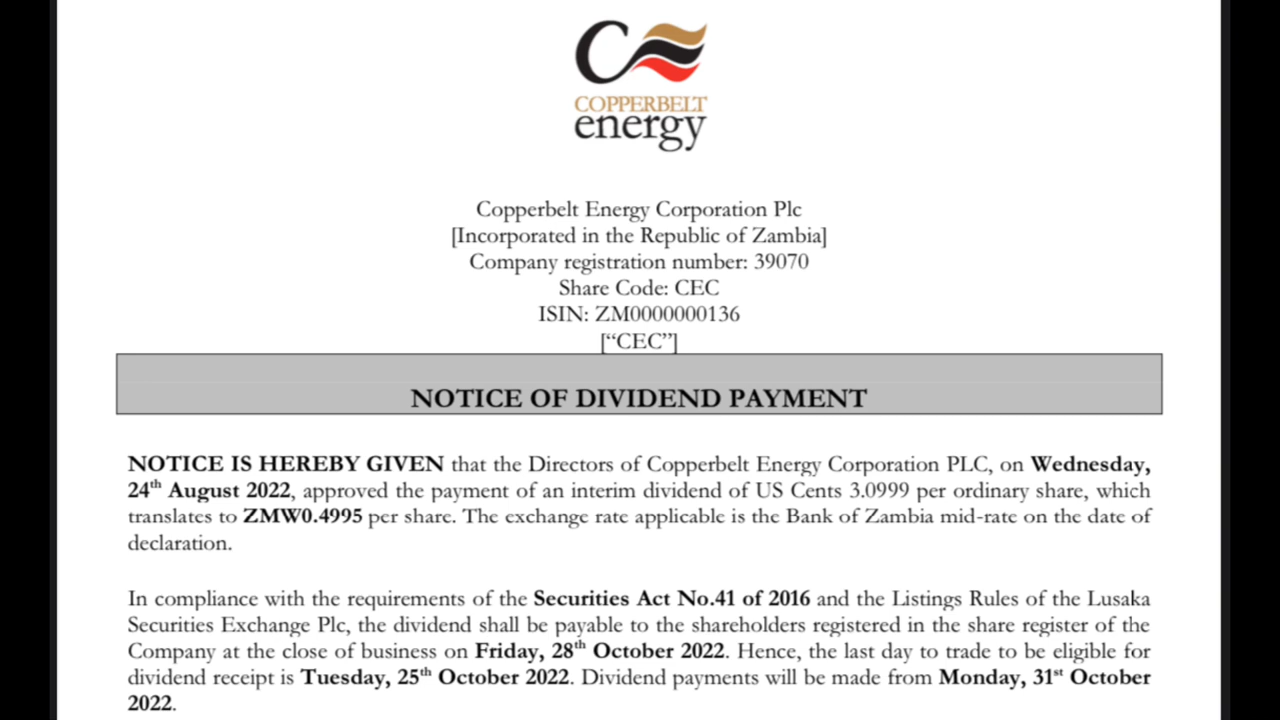 C
COPPERBELT
energy
Copperbelt Energy Corporation Plc
[Incorporated in the Republic of Zambia]
Company registration number: 39070
Share Code: CEC
ISIN: ZM0000000136
[“CEC”]
NOTICE OF DIVIDEND PAYMENT
NOTICE IS HEREBY GIVEN that the Directors of Copperbelt Energy Corporation PLC, on Wednesday,
24th August 2022, approved the payment of an interim dividend of US Cents 3.0999 per ordinary share, which
translates to ZMW0.4995 per share. The exchange rate applicable is the Bank of Zambia mid-rate on the date of
declaration.
In compliance with the requirements of the Securities Act No.41 of 2016 and the Listings Rules of the Lusaka
Securities Exchange Plc, the dividend shall be payable to the shareholders registered in the share register of the
Company at the close of business on Friday, 28th October 2022. Hence, the last day to trade to be eligible for
dividend receipt is Tuesday, 25th October 2022. Dividend payments will be made from Monday, 31st October
2022.